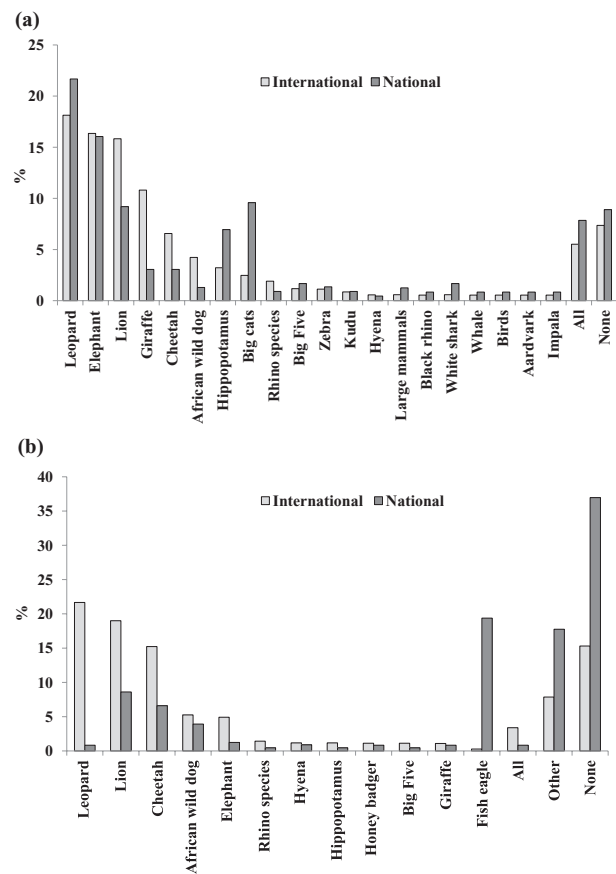 (a)
25
20
15
10
5
0
%
International
National
Leopard
Elephant
Lion
Giraffe
Cheetah
African wild dog
Hippopotamus
Big cats
Rhino species
Big Five
Zebra
Kudu
Hyena
Large mammals
Black rhino
White shark
Whale
Birds
Aardvark
Impala
All
None
(b)
40
35
30
25
20
15
10
5
0
%
International
National
Leopard
Lion
Cheetah
African wild dog
Elephant
Rhino species
Hyena
Hippopotamus
Honey badger
Big Five
Giraffe
Fish eagle
All
Other
None